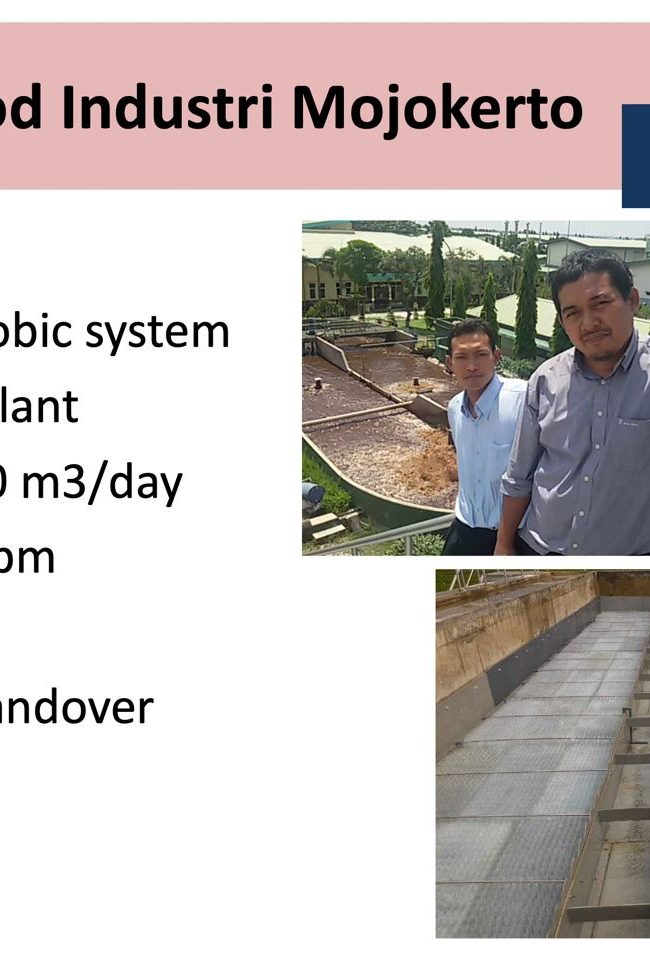 od Industri Mojokerto
obic system
lant
0 m3/day
om
andover